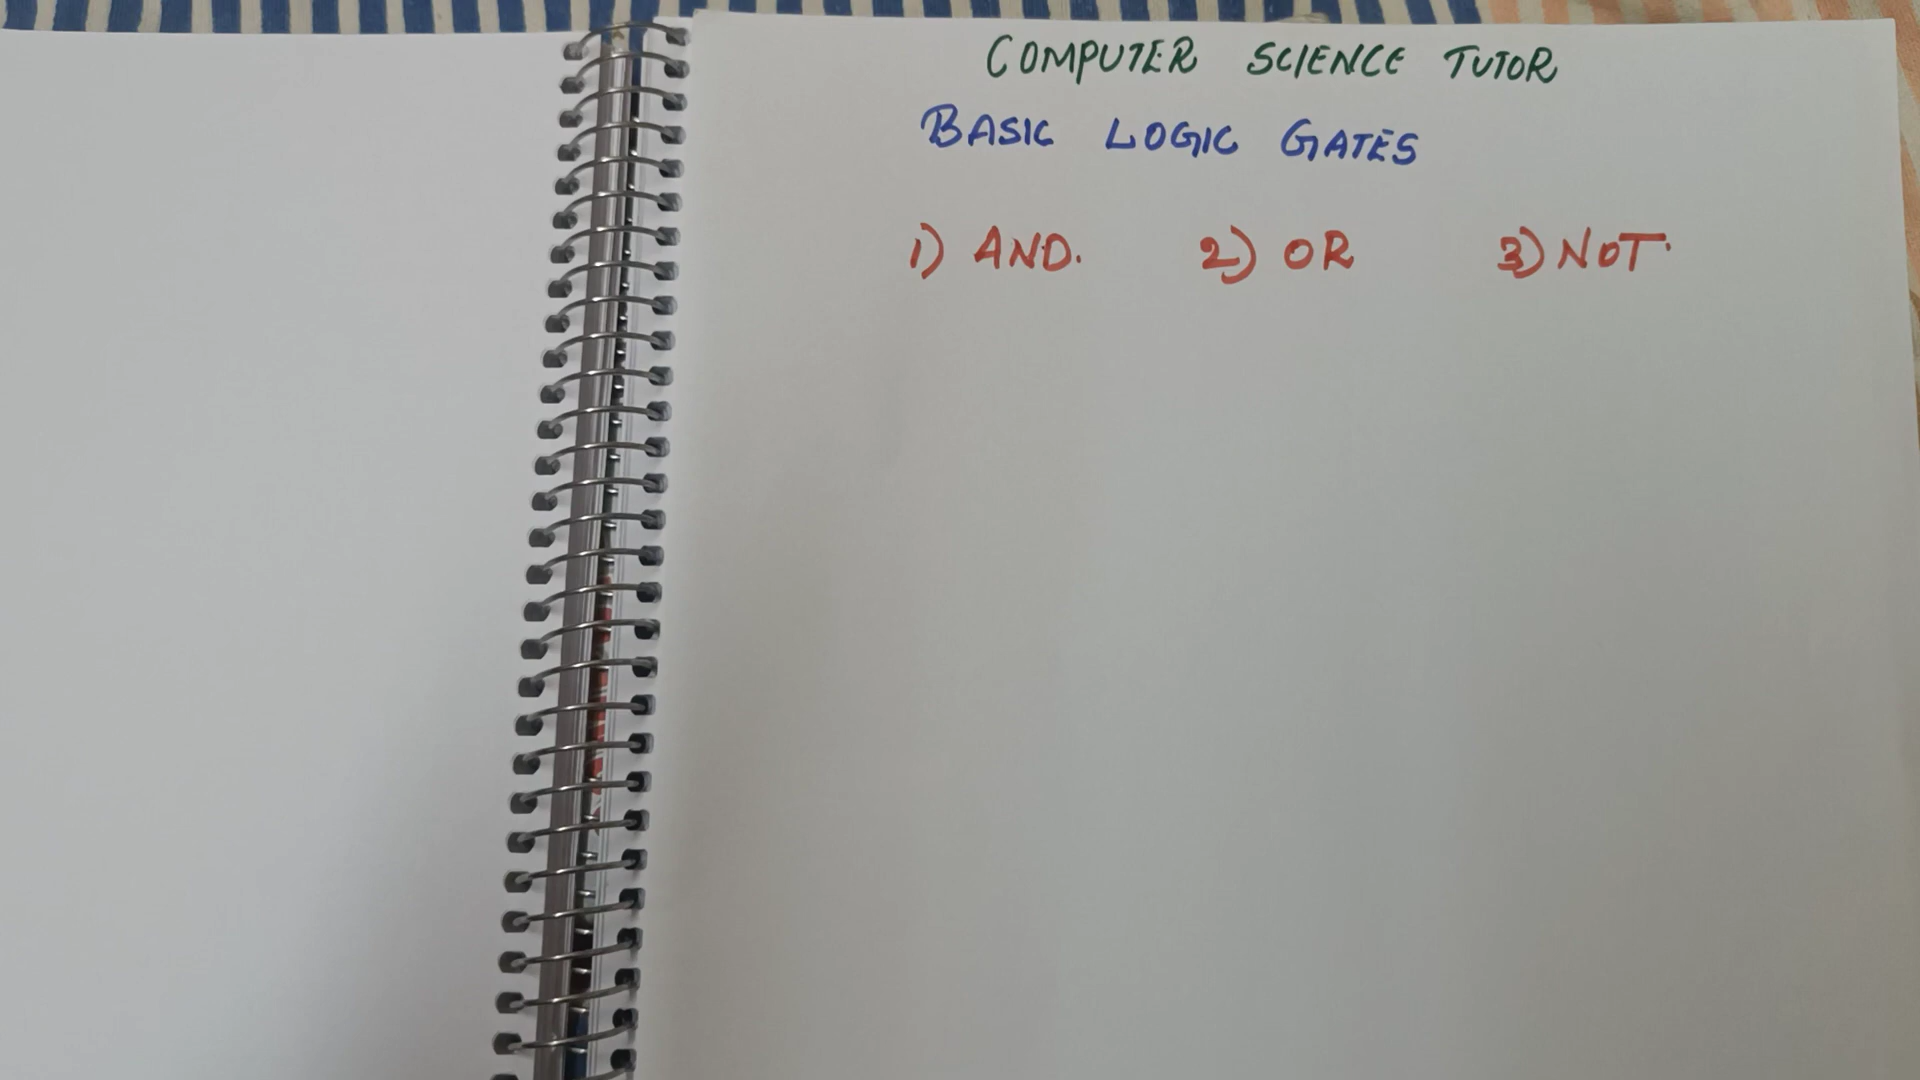 COMPUTER SCIENCE TUTOR
BASIC LOGIC GATES
1) AND. 2) OR 3) NOT.